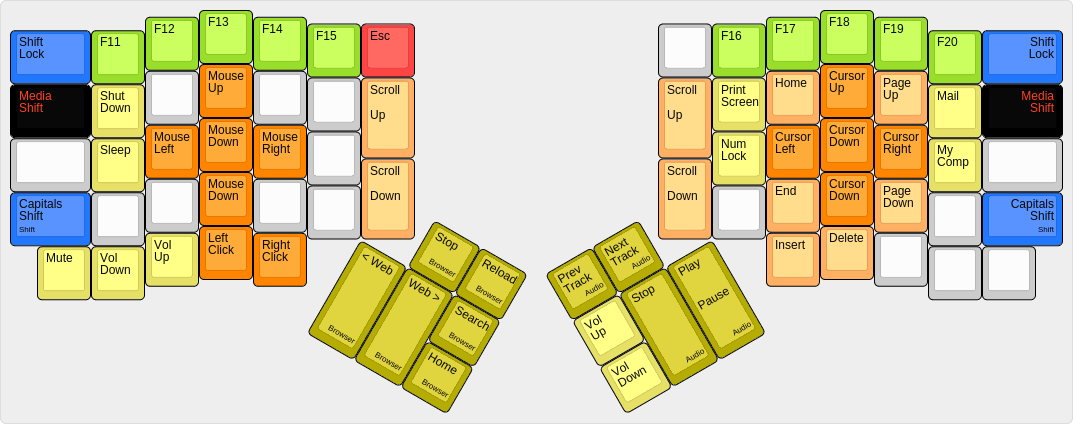 Shift
Lock
F11
F12
F13
F14
F15
Esc
Media
Shift
Shut
Down
Mouse
Up
Scroll
Up
Sleep
Mouse
Left
Mouse
Down
Mouse
Right
Scroll
Down
Capitals
Shift
Shift
Mouse
Down
Mute
Vol
Down
Vol
Up
Left
Click
Right
Click
< Web
Browser
Web >
Browser
Stop
Browser
Reload
Browser
Search
Browser
Home
Browser
F16
F17
F18
F19
F20
Shift
Lock
Scroll
Up
Print
Screen
Home
Cursor
Up
Page
Up
Mail
Media
Shift
Num
Lock
Cursor
Left
Cursor
Down
Cursor
Right
My
Comp
Scroll
Down
End
Cursor
Down
Page
Down
Capitals
Shift
Shift
Insert
Delete
Prev
Track
Audio
Next
Track
Audio
Vol
Up
Vol
Down
Stop
Audio
Play
Pause
Audio